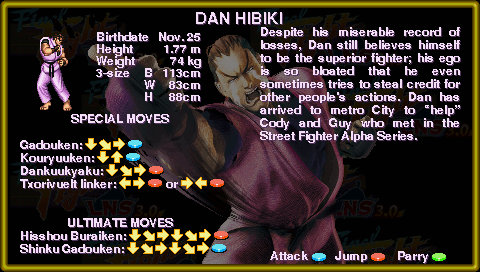 DAN HIBIKI
Birthdate Nov. 25
Height 1.77 m
Weight 74 kg
3-size B 113cm
W 83cm
H 88cm
Despite his miserable record of
losses, Dan still believes himself
to be the superior fighter; his ego
is so bloated that he even
sometimes tries to steal credit for
other people's actions. Dan has
arrived to metro City to "help"
Cody and Guy who met in the
Street Fighter Alpha Series.
SPECIAL MOVES
Gadouken:
Kouryuuken:
Dankuukyaku:
Txorivuelt linker: or
ULTIMATE MOVES
Hisshou Buraiken:
Shinku Gadouken:
Attack Jump Parry